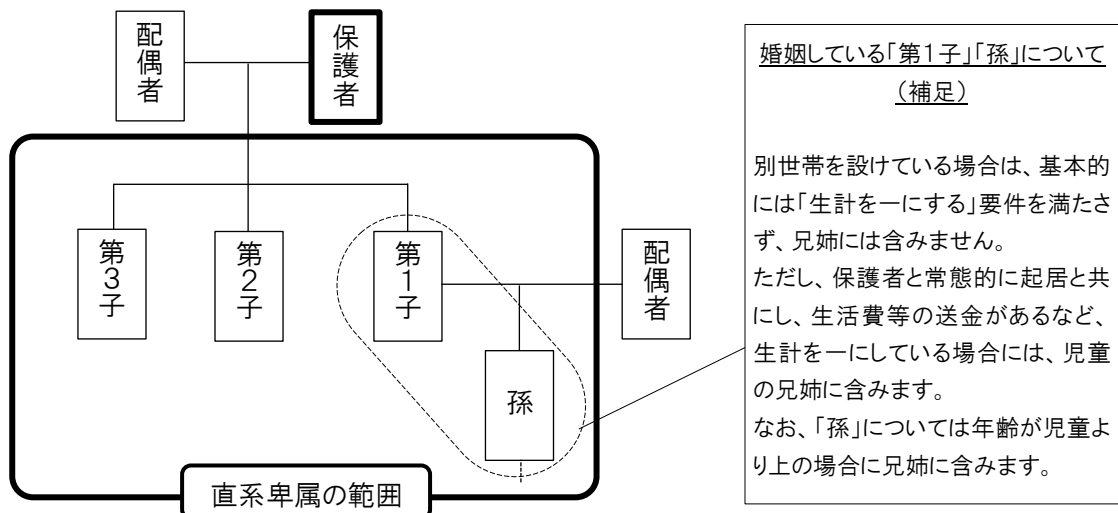 配偶者
保護者
第3子
第2子
第1子
配偶者
孫
直系卑属の範囲
婚姻している「第1子」「孫」について
（補足）
別世帯を設けている場合は、基本的
には「生計を一にする」要件を満たさ
ず、兄姉には含みません。
ただし、保護者と常態的に起居と共
にし、生活費等の送金があるなど、
生計を一にしている場合には、児童
の兄姉に含みます。
なお、「孫」については年齢が児童よ
り上の場合に兄姉に含みます。